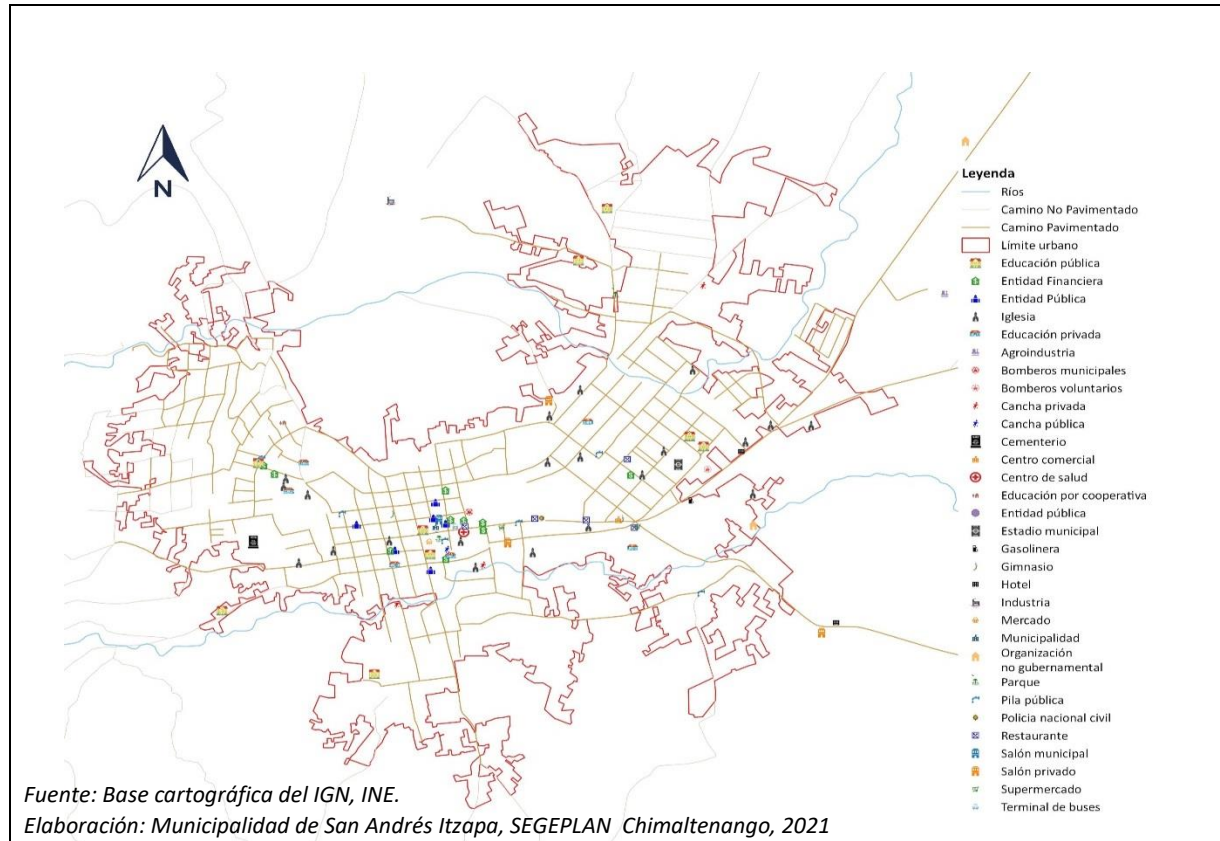 N
Leyenda
Ríos
Camino No Pavimentado
Camino Pavimentado
Límite urbano
Educación pública
Entidad Financiera
Entidad Pública
Iglesia
Educación privada
Agroindustria
Bomberos municipales
Bomberos voluntarios
Cancha privada
Cancha pública
Cementerio
Centro comercial
Centro de salud
Educación por cooperativa
Entidad pública
Estadio municipal
Gasolinera
Gimnasio
Hotel
Industria
Mercado
Municipalidad
Organización
no gubernamental
Parque
Pila pública
Policia nacional civil
Restaurante
Salón municipal
Salón privado
Supermercado
Terminal de buses
Fuente: Base cartográfica del IGN, INE.
Elaboración: Municipalidad de San Andrés Itzapa, SEGEPLAN Chimaltenango, 2021